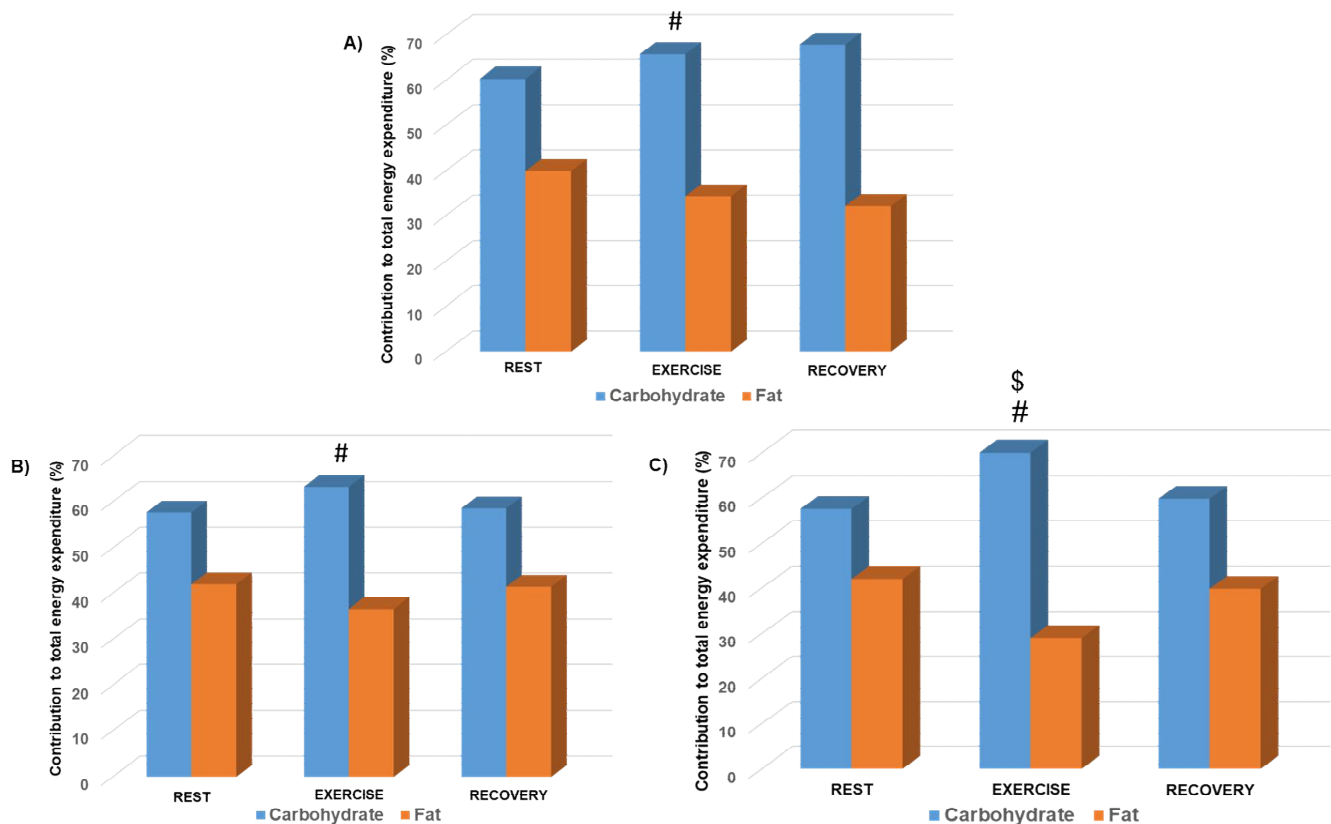 A)
#
Contribution to total energy expenditure (%)
70
60
50
40
30
20
10
0
REST EXERCISE RECOVERY
Carbohydrate Fat
B)
#
Contribution to total energy expenditure (%)
70
60
50
40
30
20
10
0
REST EXERCISE RECOVERY
Carbohydrate Fat
C)
$
#
Contribution to total energy expenditure (%)
70
60
50
40
30
20
10
0
REST EXERCISE RECOVERY
Carbohydrate Fat